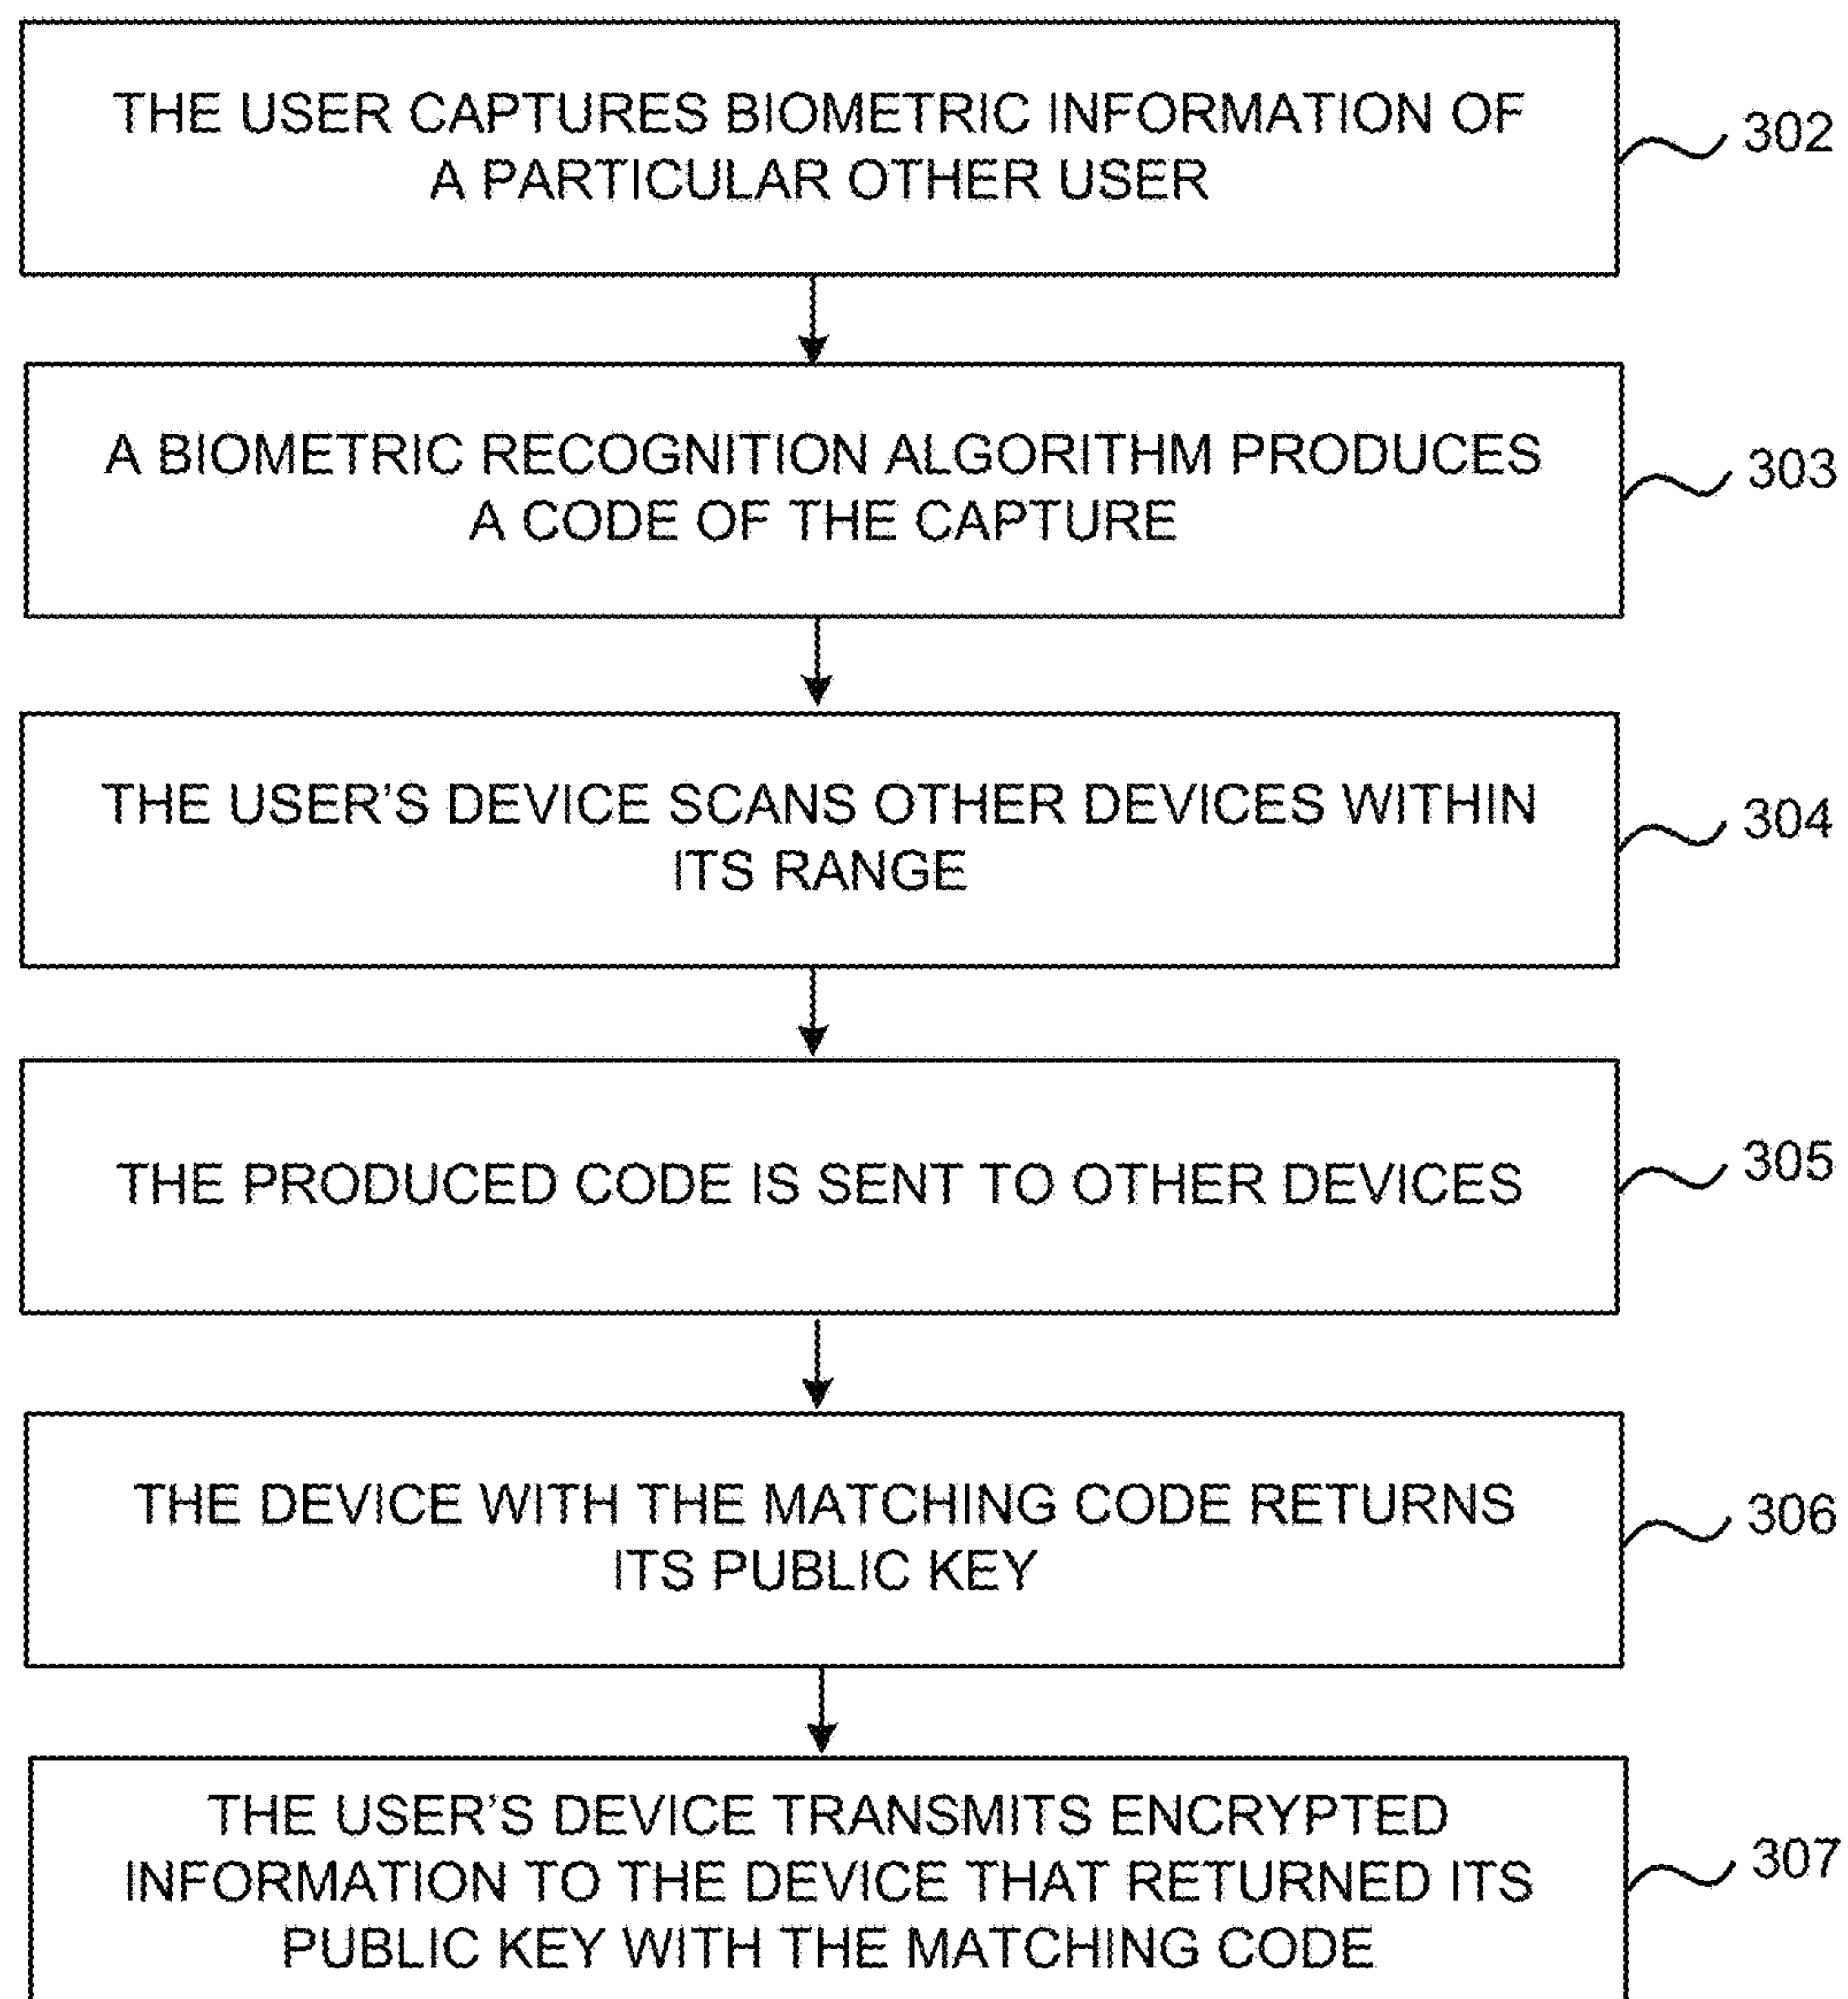 THE USER CAPTURES BIOMETRIC INFORMATION OF
A PARTICULAR OTHER USER
302
A BIOMETRIC RECOGNITION ALGORITHM PRODUCES
A CODE OF THE CAPTURE
303
THE USER'S DEVICE SCANS OTHER DEVICES WITHIN
ITS RANGE
304
THE PRODUCED CODE IS SENT TO OTHER DEVICES
305
THE DEVICE WITH THE MATCHING CODE RETURNS
ITS PUBLIC KEY
306
THE USER'S DEVICE TRANSMITS ENCRYPTED
INFORMATION TO THE DEVICE THAT RETURNED ITS
PUBLIC KEY WITH THE MATCHING CODE
307